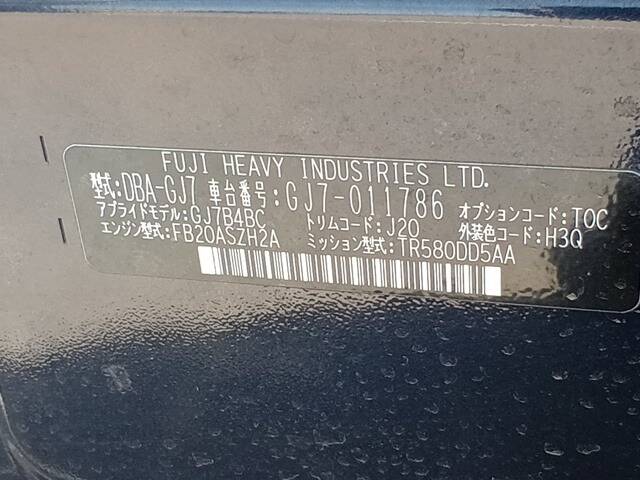 FUJI HEAVY INDUSTRIES LTD.
型式:DBA-GJ7 車台番号:GJ7-011786 オプションコード:TOC
アプライドモデル:GJ7B4BC トリムコード:J20 外装色コード:H3Q
エンジン型式:FB20ASZH2A ミッション型式:TR580DD5AA